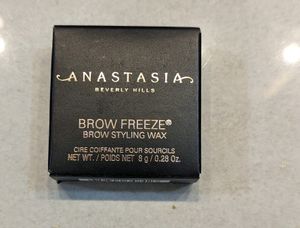 ANASTASIA
BEVERLY HILLS
BROW FREEZE®
BROW STYLING WAX
CIRE COIFFANTE POUR SOURCILS
NET WT. / POIDS NET 8 g / 0.28 Oz.